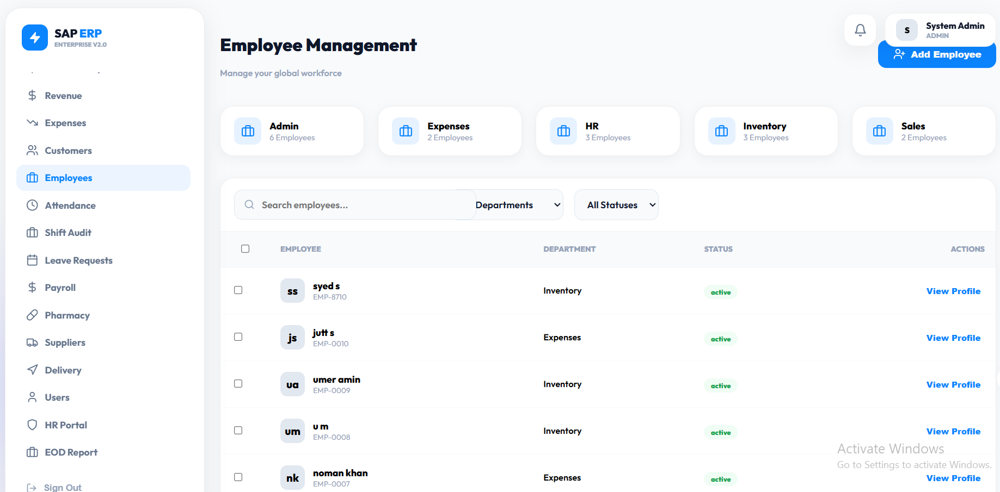 SAP ERP
ENTERPRISE V2.0
Revenue
Expenses
Customers
Employees
Attendance
Shift Audit
Leave Requests
Payroll
Pharmacy
Suppliers
Delivery
Users
HR Portal
EOD Report
Sign Out
Employee Management
Manage your global workforce
S
System Admin
ADMIN
Add Employee
Admin
6 Employees
Expenses
2 Employees
HR
3 Employees
Inventory
3 Employees
Sales
2 Employees
Search employees...
Departments
All Statuses
EMPLOYEE DEPARTMENT STATUS ACTIONS
ss
syed s
EMP-8710
Inventory
active
View Profile
js
jutt s
EMP-0010
Expenses
active
View Profile
ua
umer amin
EMP-0009
Inventory
active
View Profile
um
u m
EMP-0008
Inventory
active
View Profile
nk
noman khan
EMP-0007
Expenses
active
View Profile
Activate Windows
Go to Settings to activate Windows.